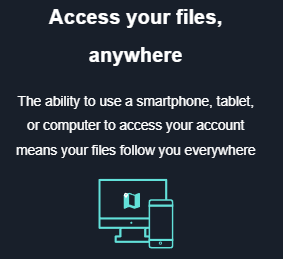 Access your files,
anywhere
The ability to use a smartphone, tablet,
or computer to access your account
means your files follow you everywhere